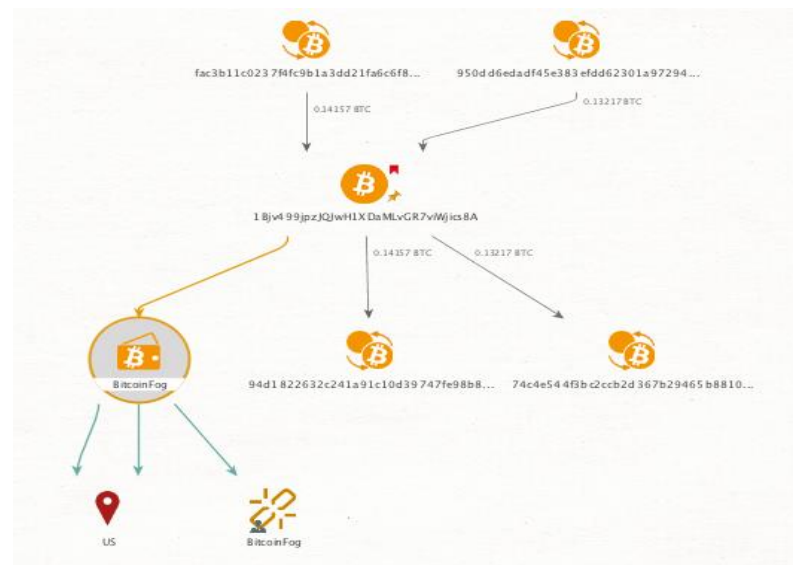 fac3b11c0237f4fc9b1a3dd21fa6c6f8...
950dd6edadf45e383efdd62301a97294...
0.14157 BTC
0.13217 BTC
1Bjv499jpzJQJwH1XDaMLvGR7viWjics8A
0.14157 BTC
0.13217 BTC
BitcoinFog
94d1822632c241a91c10d39747fe98b8...
74c4e544f3bc2ccb2d367b29465b8810...
US
BitcoinFog